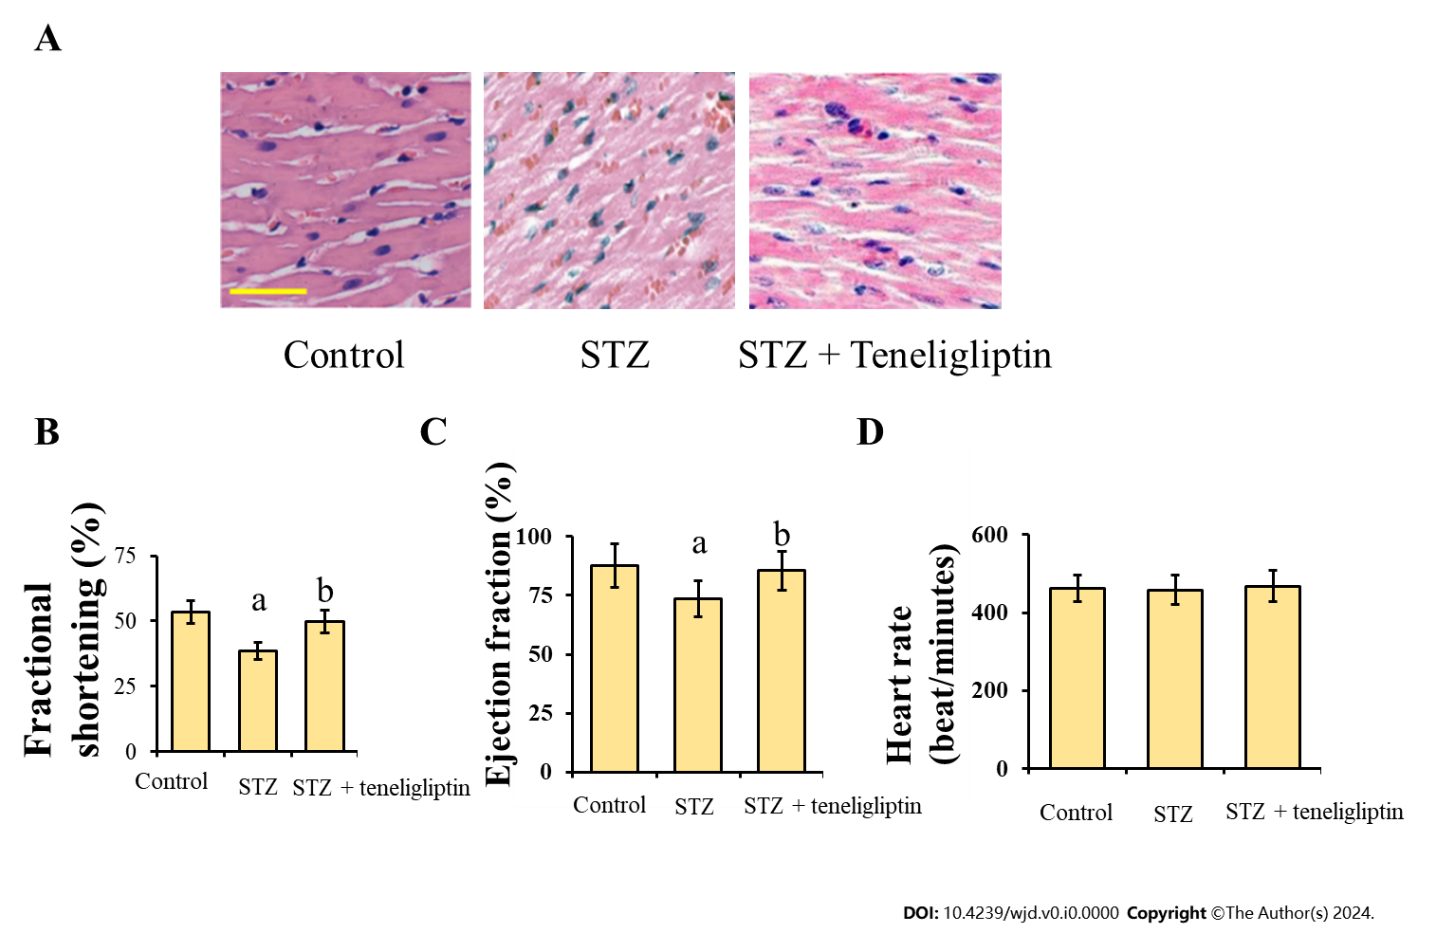 A
Control
STZ
STZ + Teneligliptin
B
Fractional
shortening (%)
75
50
25
0
a
b
Control
STZ
STZ + teneligliptin
C
Ejection fraction (%)
100
75
50
25
0
a
b
Control
STZ
STZ + teneligliptin
D
Heart rate
(beat/minutes)
600
400
200
0
Control
STZ
STZ + teneligliptin
DOI: 10.4239/wjd.v0.i0.0000 Copyright ©The Author(s) 2024.